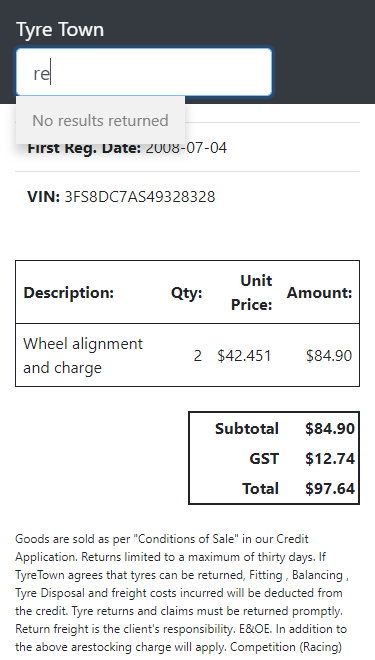 Tyre Town
re
No results returned
First Reg. Date: 2008-07-04
VIN: 3FS8DC7AS49328328
Description: Qty: Unit Price: Amount:
Wheel alignment and charge 2 $42.451 $84.90
Subtotal $84.90
GST $12.74
Total $97.64
Goods are sold as per "Conditions of Sale" in our Credit
Application. Returns limited to a maximum of thirty days. If
TyreTown agrees that tyres can be returned, Fitting , Balancing ,
Tyre Disposal and freight costs incurred will be deducted from
the credit. Tyre returns and claims must be returned promptly.
Return freight is the client's responsibility. E&OE. In addition to
the above arestocking charge will apply. Competition (Racing)